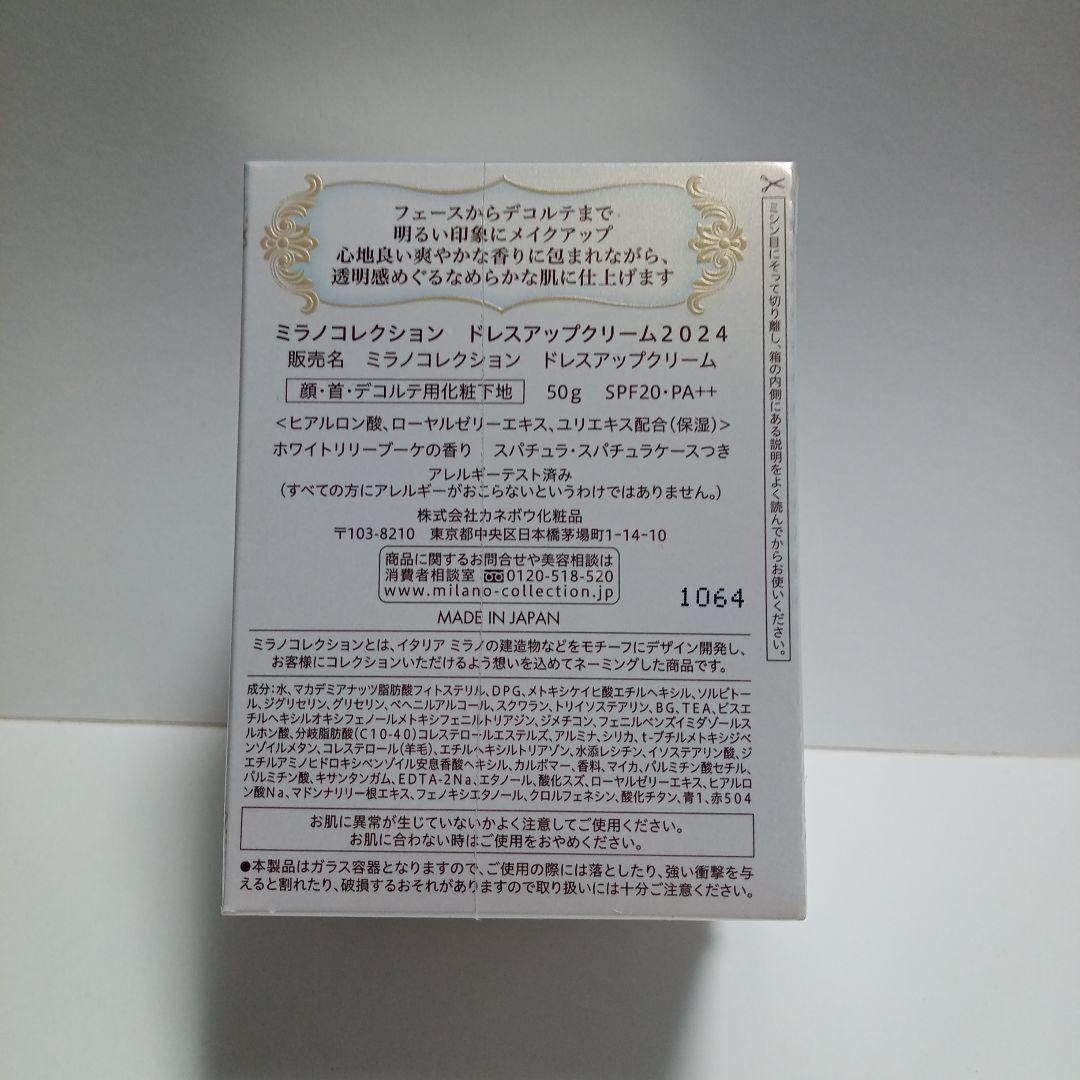 フェースからデコルテまで
明るい印象にメイクアップ
心地良い爽やかな香りに包まれながら、
透明感めぐるなめらかな肌に仕上げます
ミラノコレクション ドレスアップクリーム2024
販売名 ミラノコレクション ドレスアップクリーム
顔・首・デコルテ用化粧下地 50g SPF20・PA++
<ヒアルロン酸、ローヤルゼリーエキス、ユリエキス配合(保湿)>
ホワイトリリーブーケの香り スパチュラ・スパチュラケースつき
アレルギーテスト済み
(すべての方にアレルギーがおこらないというわけではありません。)
株式会社カネボウ化粧品
〒103-8210 東京都中央区日本橋茅場町1-14-10
商品に関するお問合せや美容相談は
消費者相談室 0120-518-520
www.milano-collection.jp
1064
MADE IN JAPAN
ミラノコレクションとは、イタリア ミラノの建造物などをモチーフにデザイン開発し、
お客様にコレクションいただけるよう想いを込めてネーミングした商品です。
成分:水、マカデミアナッツ脂肪酸フィトステリル、DPG、メトキシケイヒ酸エチルヘキシル、ソルビトー
ル、ジグリセリン、グリセリン、ベヘニルアルコール、スクワラン、トリイソステアリン、BG、TEA、ビスエ
チルヘキシルオキシフェノールメトキシフェニルトリアジン、ジメチコン、フェニルベンズイミダゾールス
ルホン酸、分岐脂肪酸(C10-40)コレステロールエステルズ、アルミナ、シリカ、t-ブチルメトキシジベ
ンゾイルメタン、コレステロール(羊毛)、エチルヘキシルトリアゾン、水添レシチン、イソステアリン酸、ジ
エチルアミノヒドロキシベンゾイル安息香酸ヘキシル、カルボマー、香料、マイカ、パルミチン酸セチル、
パルミチン酸、キサンタンガム、EDTA-2Na、エタノール、酸化スズ、ローヤルゼリーエキス、ヒアルロ
ン酸Na、マドンナリリー根エキス、フェノキシエタノール、クロルフェネシン、酸化チタン、青1、赤504
お肌に異常が生じていないかよく注意してご使用ください。
お肌に合わない時はご使用をおやめください。
●本製品はガラス容器となりますので、ご使用の際には落としたり、強い衝撃を与
えると割れたり、破損するおそれがありますので取り扱いには十分ご注意ください。
ミシン目にそって切り離し、箱の内側にある説明をよく読んでからお使いください。